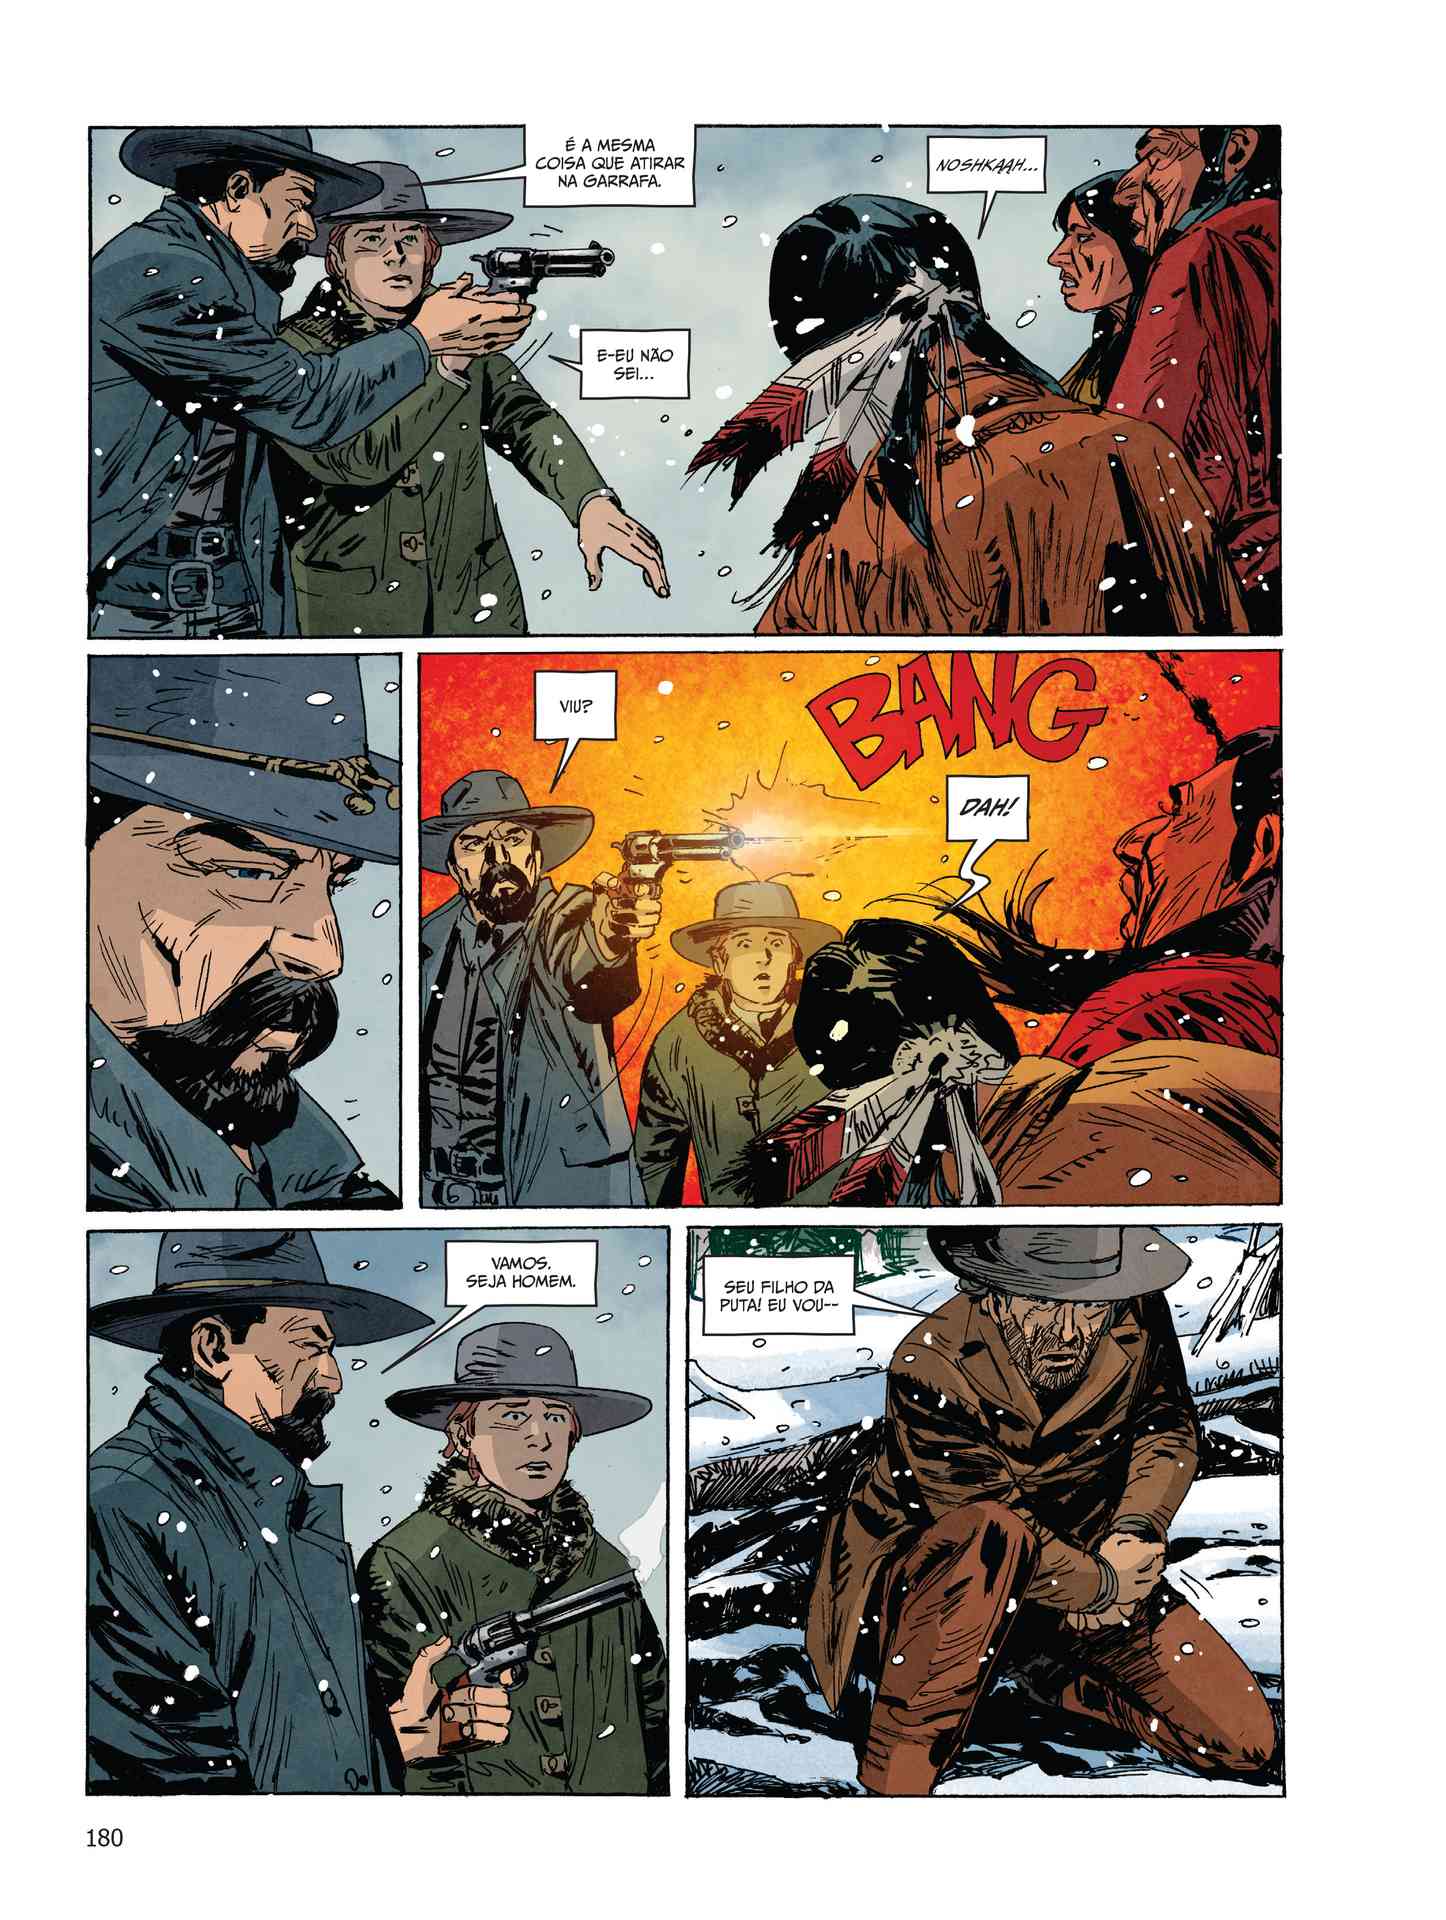 É A MESMA
COISA QUE ATIRAR
NA GARRAFA.
NOSHKĄĄH...
E-EU NÃO
SEI...
VIU?
BANG
DAH!
VAMOS.
SEJA HOMEM.
SEU FILHO DA
PUTA! EU VOU--
180